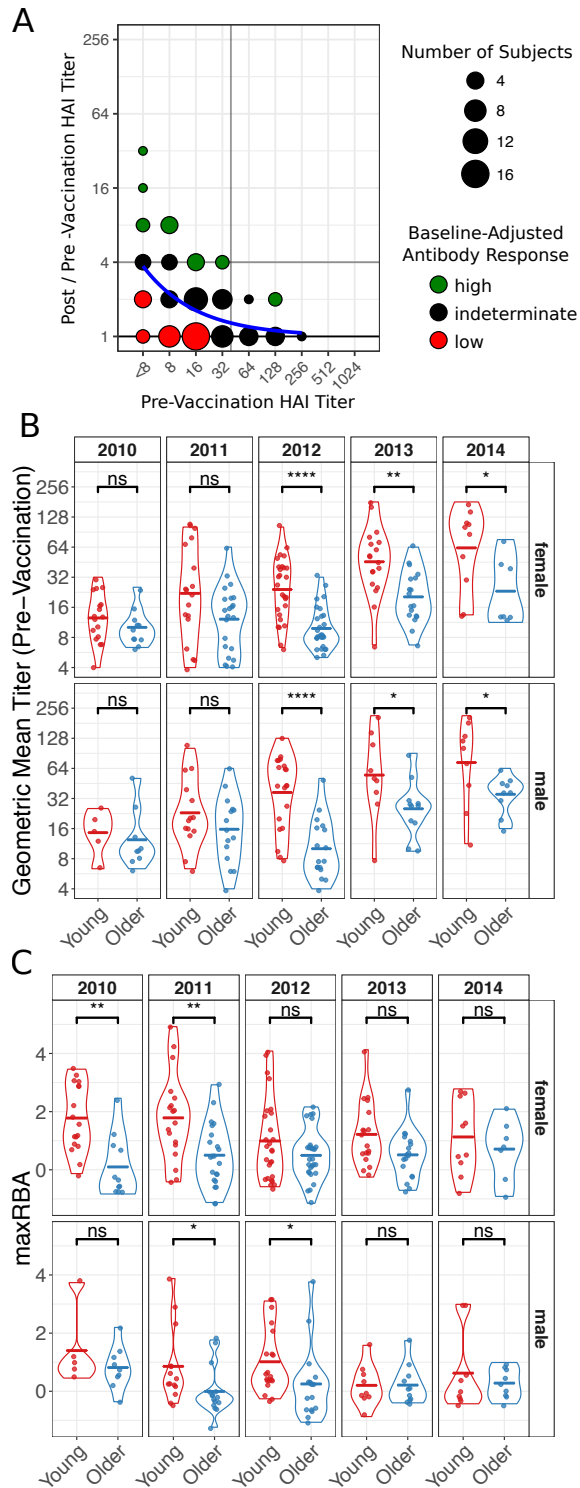 A
Post / Pre -Vaccination HAI Titer
256
64
16
4
1
<8
8
16
32
64
128
256
512
1024
Pre-Vaccination HAI Titer
Number of Subjects
4
8
12
16
Baseline-Adjusted
Antibody Response
high
indeterminate
low
B
Geometric Mean Titer (Pre-Vaccination)
2010 2011 2012 2013 2014
ns ns **** ** *
256
128
64
32
16
8
4
female
ns ns **** * *
256
128
64
32
16
8
4
male
Young Older Young Older Young Older Young Older Young Older
C
maxRBA
2010 2011 2012 2013 2014
** ** ns ns ns
4
2
0
female
ns * * ns ns
4
2
0
male
Young Older Young Older Young Older Young Older Young Older